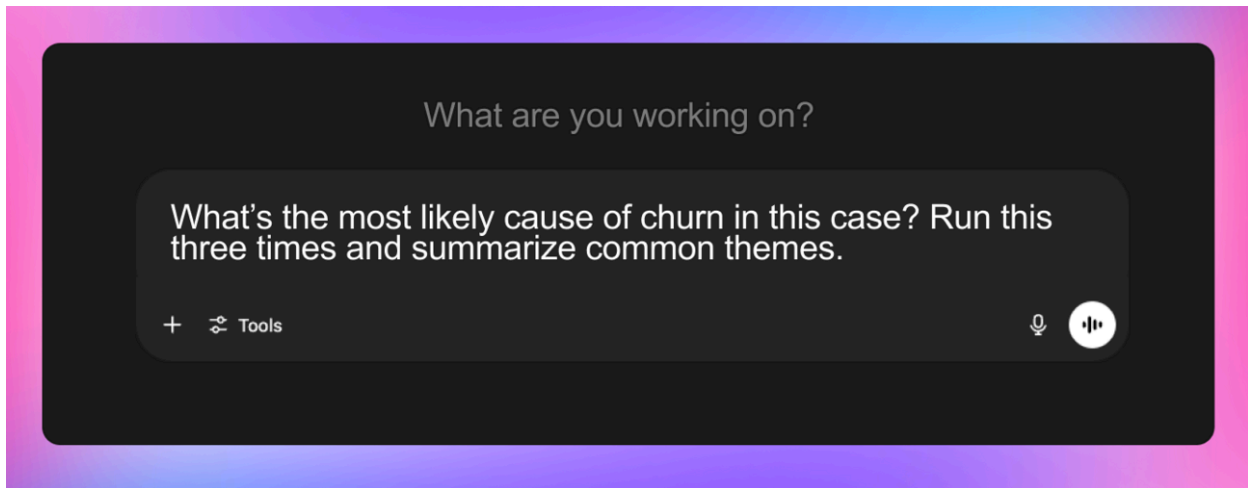 What are you working on?
What’s the most likely cause of churn in this case? Run this
three times and summarize common themes.
Tools